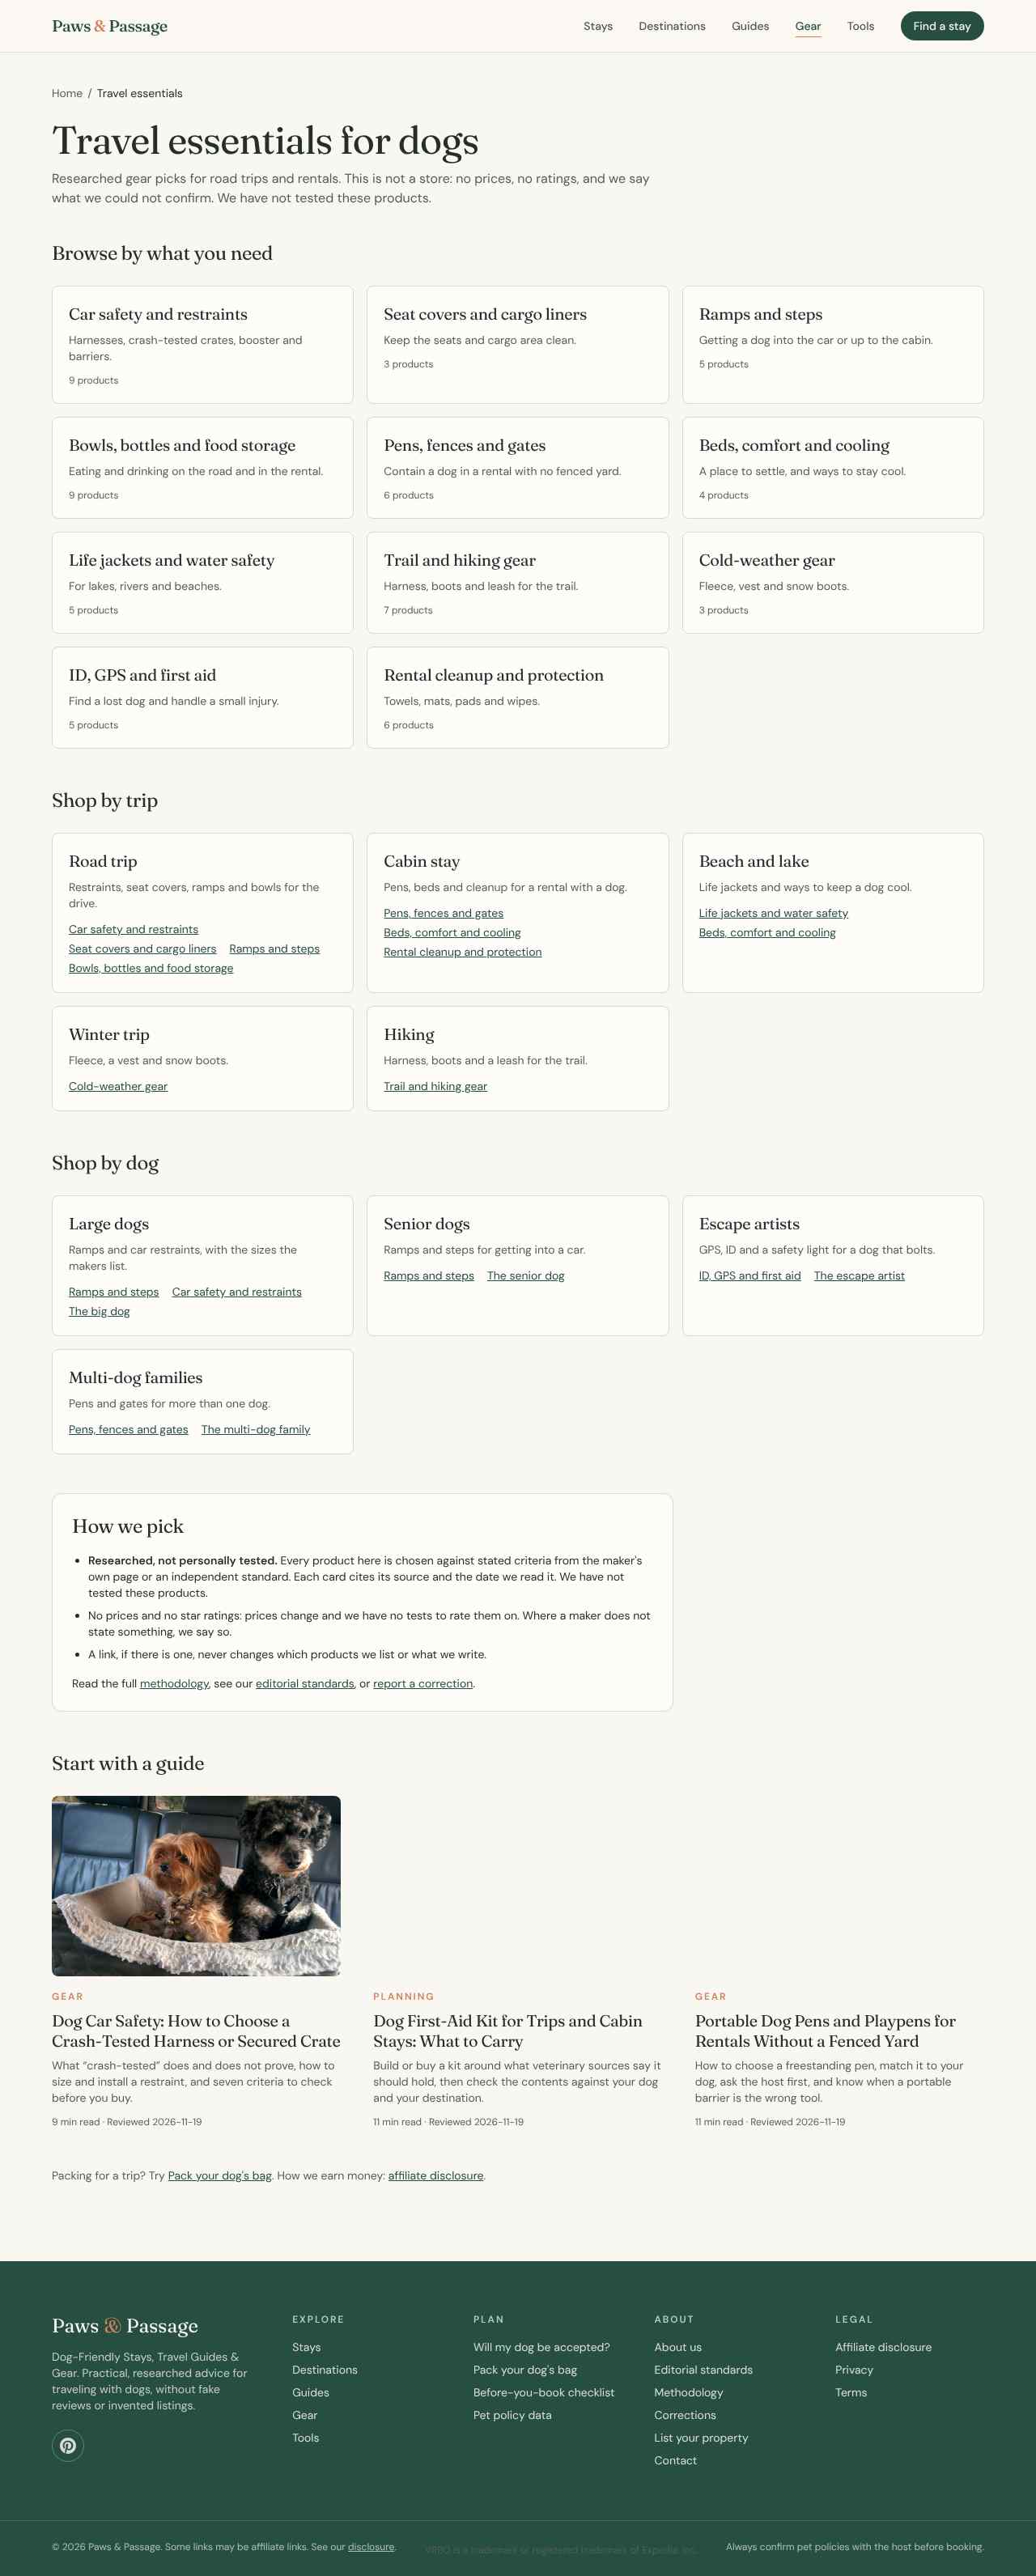 Paws & Passage
Stays
Destinations
Guides
Gear
Tools
Find a stay
Home / Travel essentials
Travel essentials for dogs
Researched gear picks for road trips and rentals. This is not a store: no prices, no ratings, and we say
what we could not confirm. We have not tested these products.
Browse by what you need
Car safety and restraints
Harnesses, crash-tested crates, booster and
barriers.
9 products
Seat covers and cargo liners
Keep the seats and cargo area clean.
3 products
Ramps and steps
Getting a dog into the car or up to the cabin.
5 products
Bowls, bottles and food storage
Eating and drinking on the road and in the rental.
9 products
Pens, fences and gates
Contain a dog in a rental with no fenced yard.
6 products
Beds, comfort and cooling
A place to settle, and ways to stay cool.
4 products
Life jackets and water safety
For lakes, rivers and beaches.
5 products
Trail and hiking gear
Harness, boots and leash for the trail.
7 products
Cold-weather gear
Fleece, vest and snow boots.
3 products
ID, GPS and first aid
Find a lost dog and handle a small injury.
5 products
Rental cleanup and protection
Towels, mats, pads and wipes.
6 products
Shop by trip
Road trip
Restraints, seat covers, ramps and bowls for the
drive.
Car safety and restraints
Seat covers and cargo liners Ramps and steps
Bowls, bottles and food storage
Cabin stay
Pens, beds and cleanup for a rental with a dog.
Pens, fences and gates
Beds, comfort and cooling
Rental cleanup and protection
Beach and lake
Life jackets and ways to keep a dog cool.
Life jackets and water safety
Beds, comfort and cooling
Winter trip
Fleece, a vest and snow boots.
Cold-weather gear
Hiking
Harness, boots and a leash for the trail.
Trail and hiking gear
Shop by dog
Large dogs
Ramps and car restraints, with the sizes the
makers list.
Ramps and steps Car safety and restraints
The big dog
Senior dogs
Ramps and steps for getting into a car.
Ramps and steps The senior dog
Escape artists
GPS, ID and a safety light for a dog that bolts.
ID, GPS and first aid The escape artist
Multi-dog families
Pens and gates for more than one dog.
Pens, fences and gates The multi-dog family
How we pick
• Researched, not personally tested. Every product here is chosen against stated criteria from the maker's
own page or an independent standard. Each card cites its source and the date we read it. We have not
tested these products.
• No prices and no star ratings: prices change and we have no tests to rate them on. Where a maker does not
state something, we say so.
• A link, if there is one, never changes which products we list or what we write.
Read the full methodology, see our editorial standards, or report a correction.
Start with a guide
GEAR
Dog Car Safety: How to Choose a
Crash-Tested Harness or Secured Crate
What “crash-tested” does and does not prove, how to
size and install a restraint, and seven criteria to check
before you buy.
9 min read · Reviewed 2026-11-19
PLANNING
Dog First-Aid Kit for Trips and Cabin
Stays: What to Carry
Build or buy a kit around what veterinary sources say it
should hold, then check the contents against your dog
and your destination.
11 min read · Reviewed 2026-11-19
GEAR
Portable Dog Pens and Playpens for
Rentals Without a Fenced Yard
How to choose a freestanding pen, match it to your
dog, ask the host first, and know when a portable
barrier is the wrong tool.
11 min read · Reviewed 2026-11-19
Packing for a trip? Try Pack your dog's bag. How we earn money: affiliate disclosure.
Paws & Passage
Dog-Friendly Stays, Travel Guides &
Gear. Practical, researched advice for
traveling with dogs, without fake
reviews or invented listings.
EXPLORE
Stays
Destinations
Guides
Gear
Tools
PLAN
Will my dog be accepted?
Pack your dog's bag
Before-you-book checklist
Pet policy data
ABOUT
About us
Editorial standards
Methodology
Corrections
List your property
Contact
LEGAL
Affiliate disclosure
Privacy
Terms
© 2026 Paws & Passage. Some links may be affiliate links. See our disclosure.
Always confirm pet policies with the host before booking.